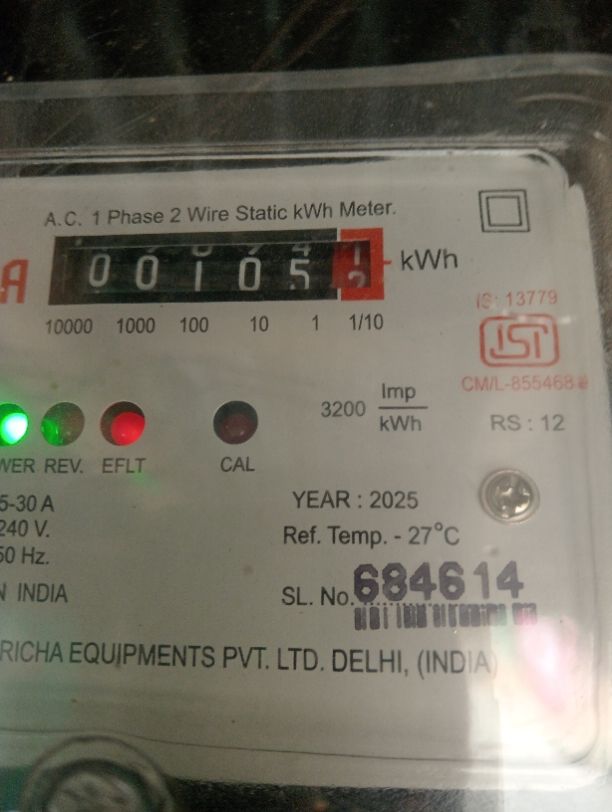 A.C. 1 Phase 2 Wire Static kWh Meter.
A 00105 kWh
10000 1000 100 10 1 1/10
IS: 13779
ISI
CM/L-855468
3200 Imp/kWh
RS : 12
WER REV. EFLT CAL
5-30 A
YEAR : 2025
240 V.
Ref. Temp. - 27°C
50 Hz.
N INDIA
SL. No. 684614
RICHA EQUIPMENTS PVT. LTD. DELHI, (INDIA)